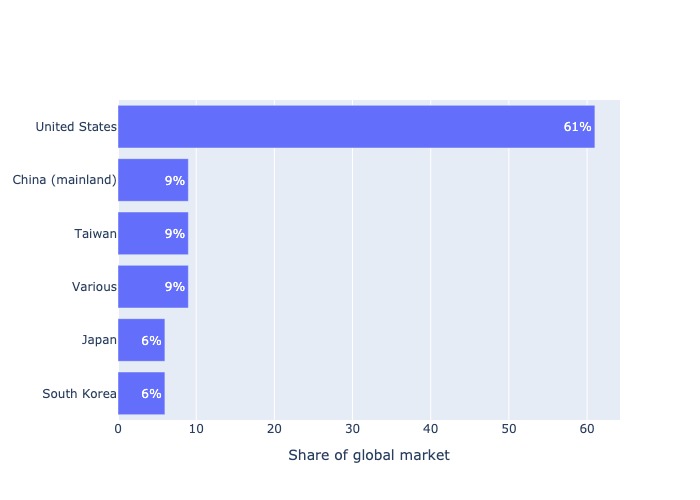 United States 61%
China (mainland) 9%
Taiwan 9%
Various 9%
Japan 6%
South Korea 6%
0 10 20 30 40 50 60
Share of global market